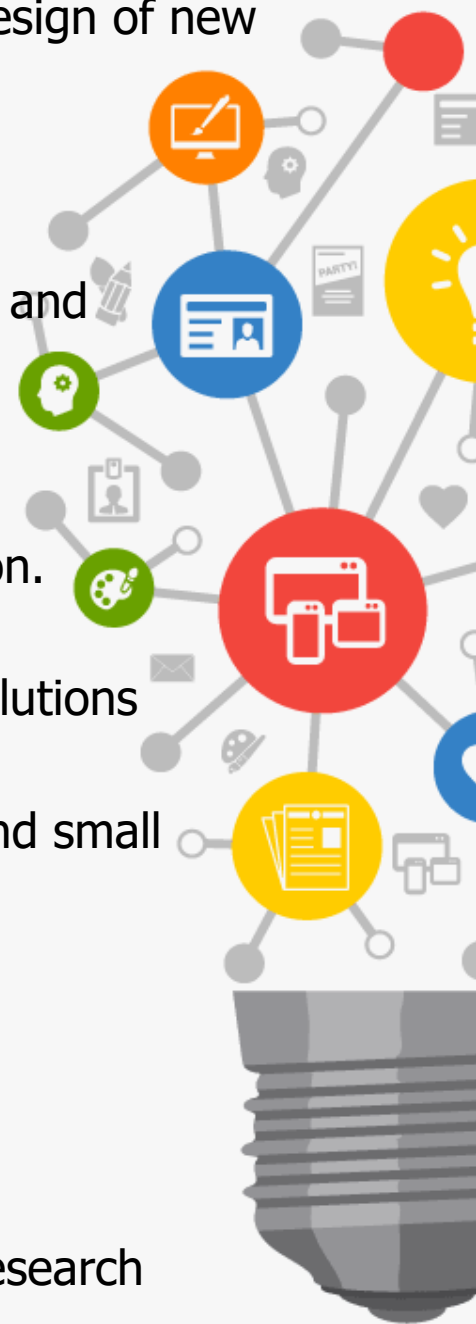 esign of new
PARTY!
and
on.
lutions
nd small
esearch